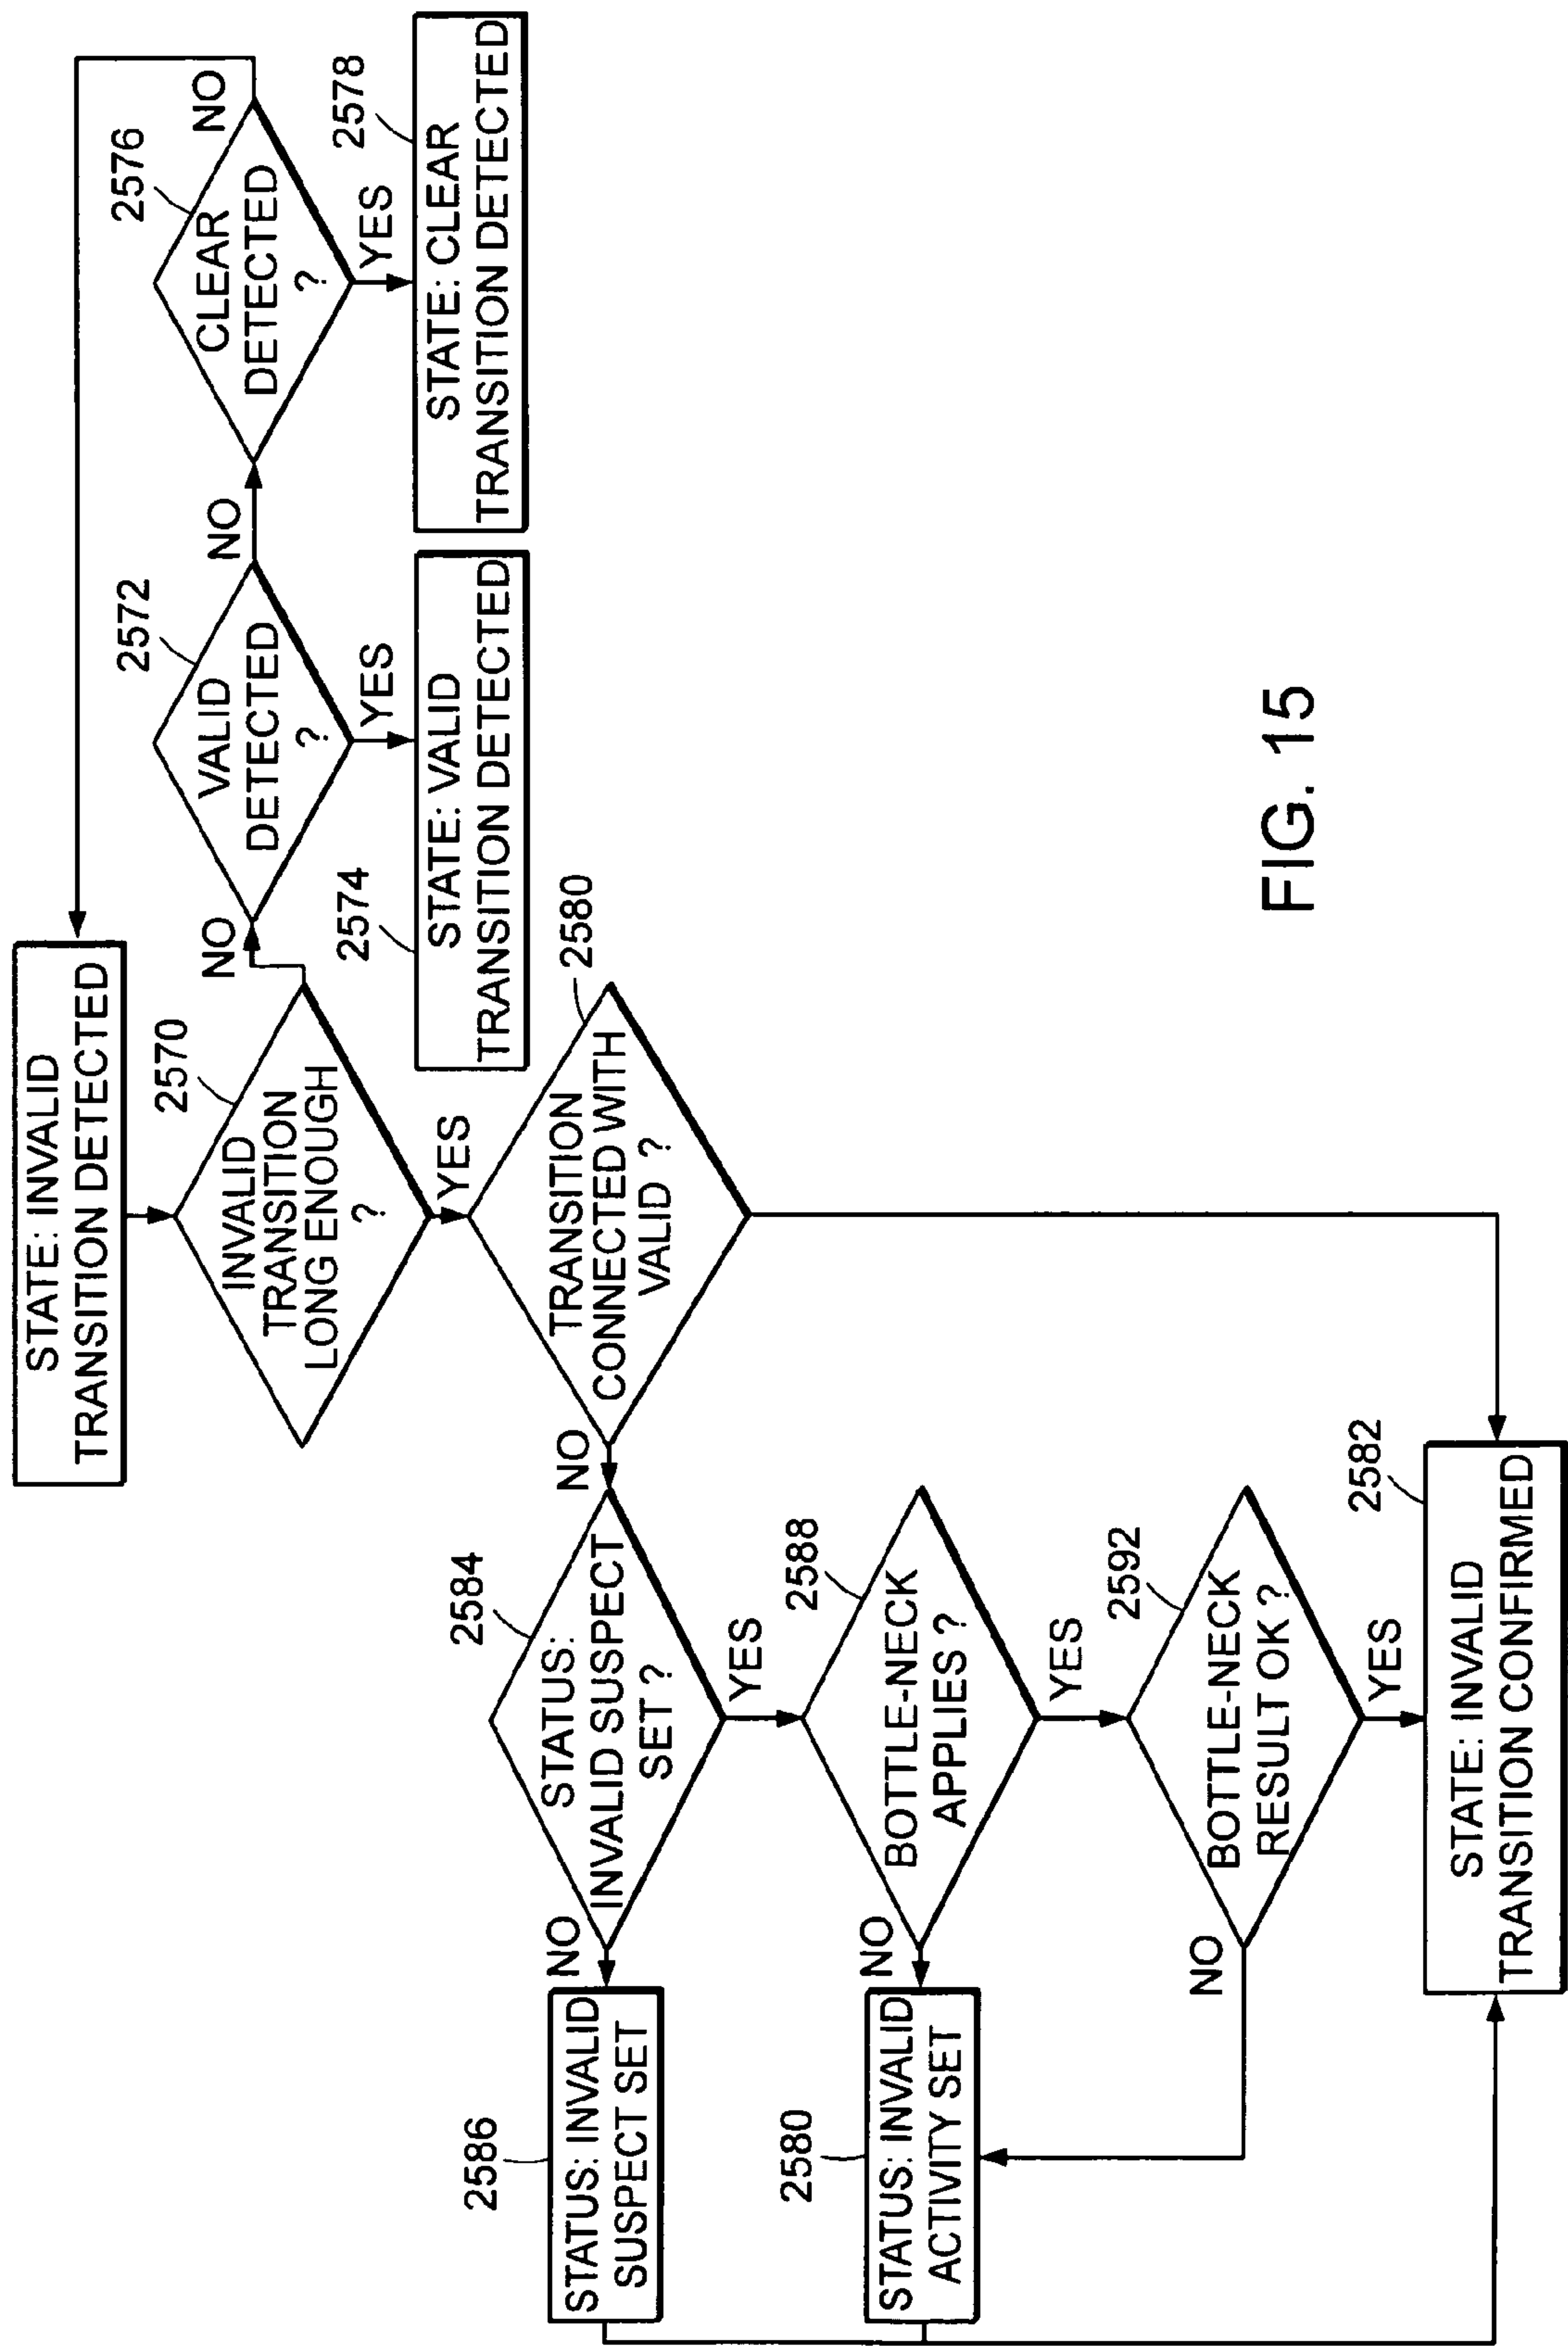 STATE: INVALID
TRANSITION DETECTED
2570
INVALID
TRANSITION
LONG ENOUGH
?
NO
YES
2572
VALID
DETECTED
?
NO
YES
2576
CLEAR
DETECTED
?
NO
YES
2574
STATE: VALID
TRANSITION DETECTED
2578
STATE: CLEAR
TRANSITION DETECTED
2580
TRANSITION
CONNECTED WITH
VALID ?
NO
2584
STATUS:
INVALID SUSPECT
SET ?
NO
YES
2586
STATUS: INVALID
SUSPECT SET
2588
BOTTLE-NECK
APPLIES ?
NO
YES
2580
STATUS: INVALID
ACTIVITY SET
2592
BOTTLE-NECK
RESULT OK ?
NO
YES
2582
STATE: INVALID
TRANSITION CONFIRMED
FIG. 15